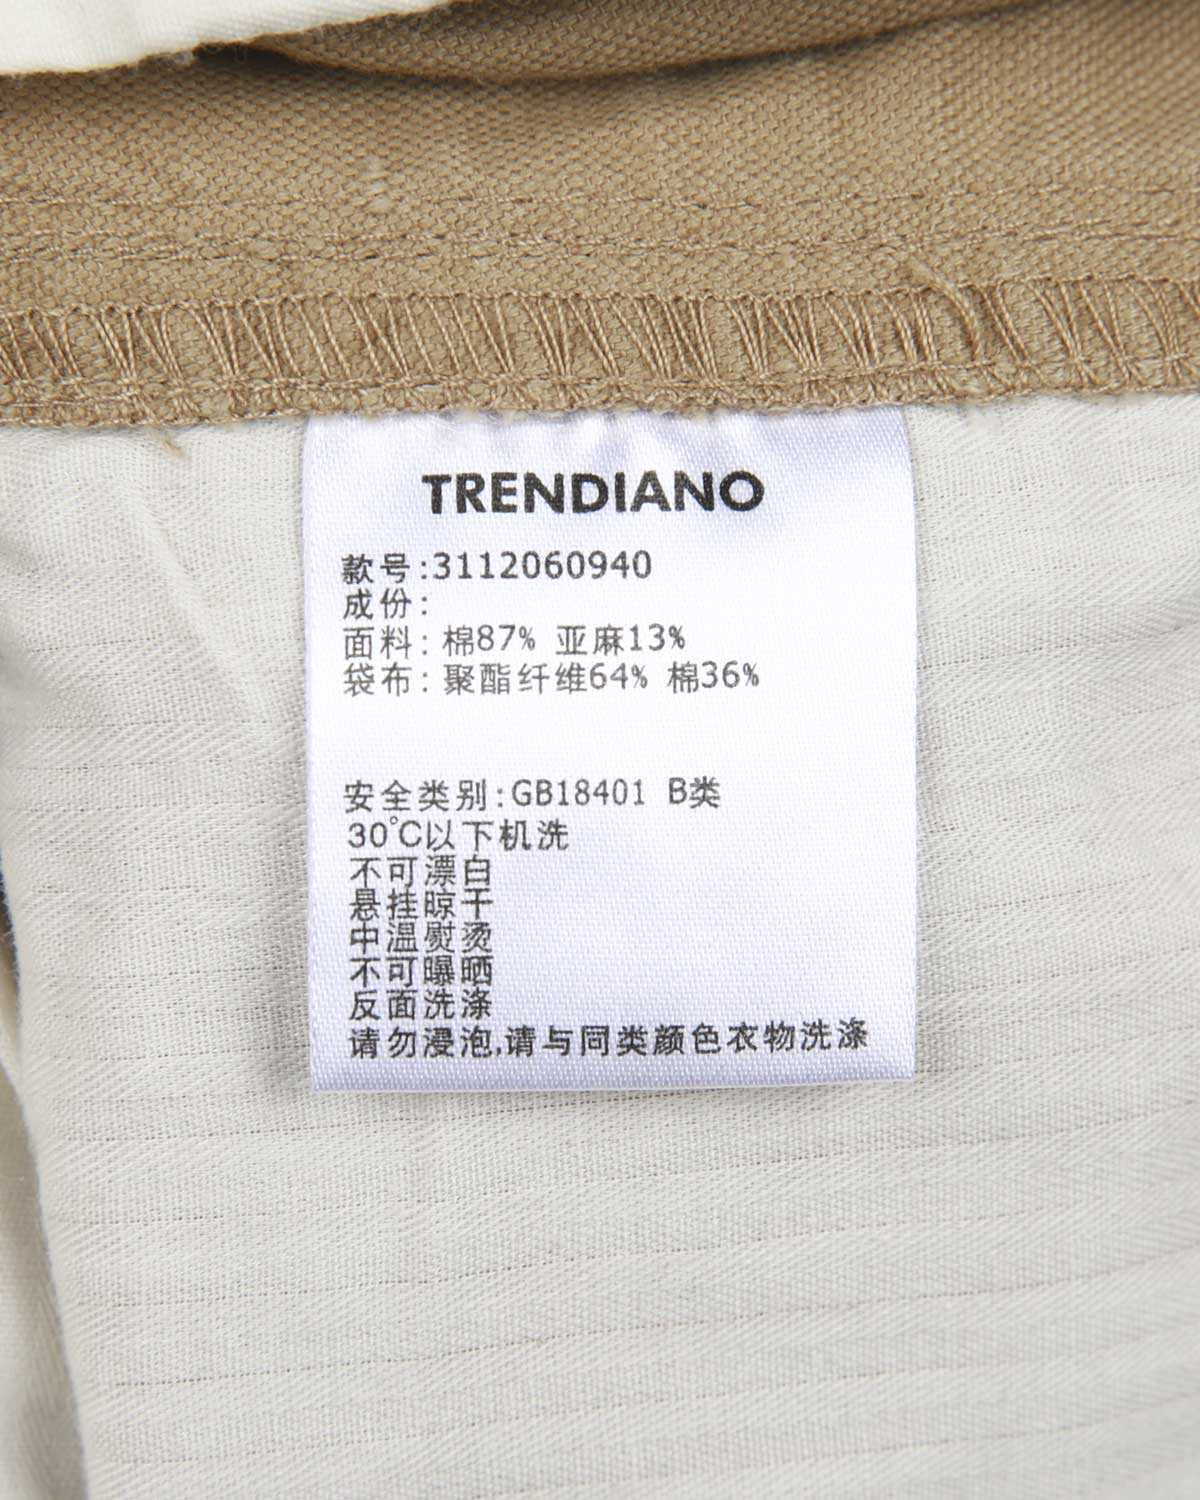 TRENDIANO
款号:3112060940
成份:
面料: 棉87% 亚麻13%
袋布: 聚酯纤维64% 棉36%
安全类别:GB18401 B类
30℃以下机洗
不可漂白
悬挂晾干
中温熨烫
不可曝晒
反面洗涤
请勿浸泡,请与同类颜色衣物洗涤